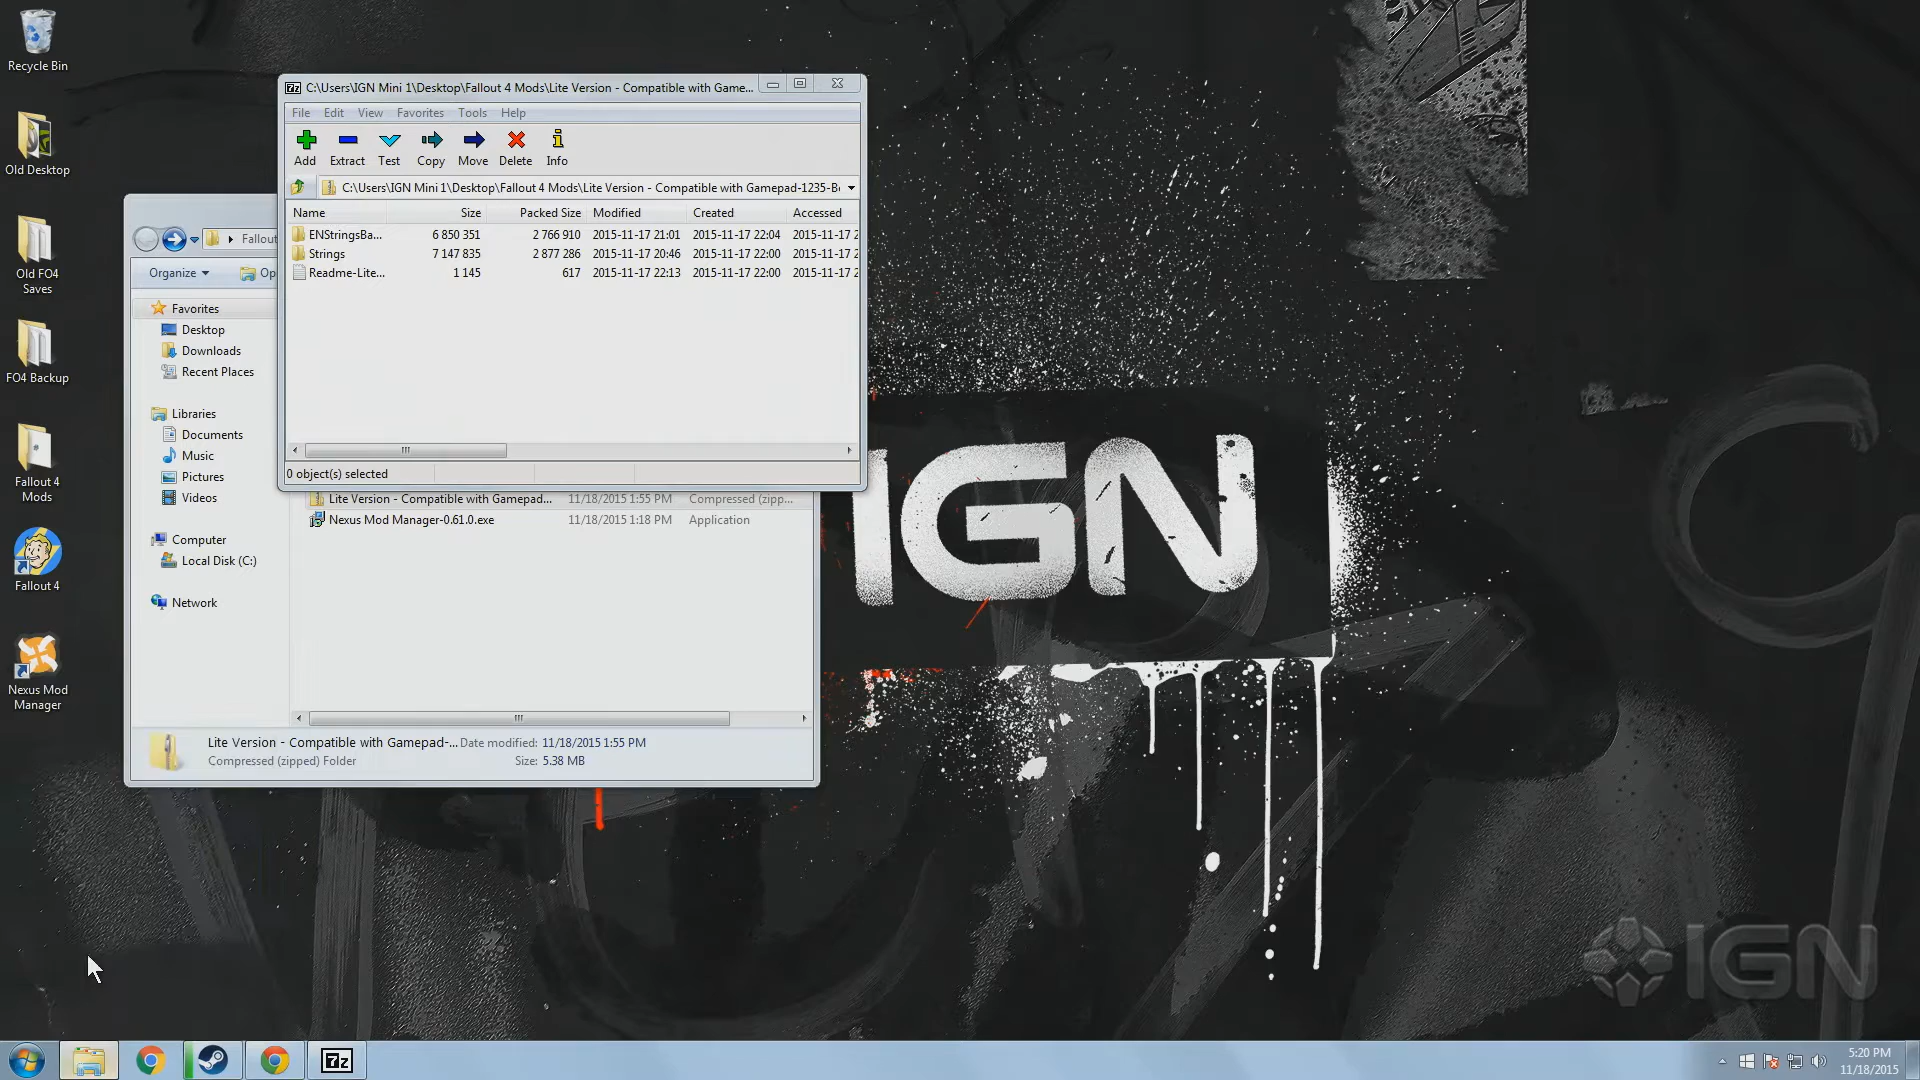 Recycle Bin
Old Desktop
Old FO4
Saves
FO4 Backup
Fallout 4
Mods
Fallout 4
Nexus Mod
Manager
7z C:\Users\IGN Mini 1\Desktop\Fallout 4 Mods\Lite Version - Compatible with Game...
File Edit View Favorites Tools Help
Add Extract Test Copy Move Delete Info
C:\Users\IGN Mini 1\Desktop\Fallout 4 Mods\Lite Version - Compatible with Gamepad-1235-B
Name Size Packed Size Modified Created Accessed
ENStringsBa... 6 850 351 2 766 910 2015-11-17 21:01 2015-11-17 22:04 2015-11-17 2
Strings 7 147 835 2 877 286 2015-11-17 20:46 2015-11-17 22:00 2015-11-17 2
Readme-Lite... 1 145 617 2015-11-17 22:13 2015-11-17 22:00 2015-11-17 2
0 object(s) selected
Fallout
Organize Op
Favorites
Desktop
Downloads
Recent Places
Libraries
Documents
Music
Pictures
Videos
Computer
Local Disk (C:)
Network
Lite Version - Compatible with Gamepad... 11/18/2015 1:55 PM Compressed (zipp...
Nexus Mod Manager-0.61.0.exe 11/18/2015 1:18 PM Application
Lite Version - Compatible with Gamepad-... Date modified: 11/18/2015 1:55 PM
Compressed (zipped) Folder Size: 5.38 MB
IGN
IGN
7z
5:20 PM
11/18/2015